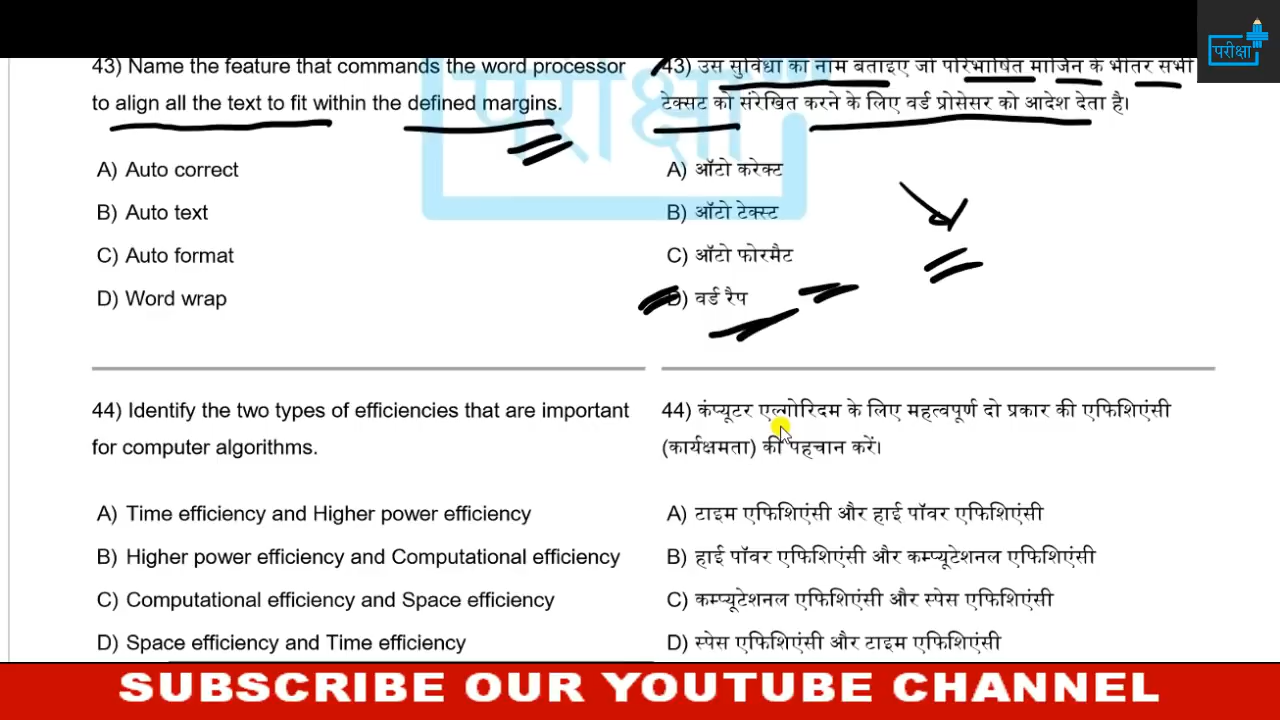 परीक्षा
43) Name the feature that commands the word processor
to align all the text to fit within the defined margins.
A) Auto correct
B) Auto text
C) Auto format
D) Word wrap
43) उस सुविधा का नाम बताइए जो परिभाषित मार्जिन के भीतर सभी
टेक्सट को संरेखित करने के लिए वर्ड प्रोसेसर को आदेश देता है।
A) ऑटो करेक्ट
B) ऑटो टेक्स्ट
C) ऑटो फोरमैट
D) वर्ड रैप
44) Identify the two types of efficiencies that are important
for computer algorithms.
A) Time efficiency and Higher power efficiency
B) Higher power efficiency and Computational efficiency
C) Computational efficiency and Space efficiency
D) Space efficiency and Time efficiency
44) कंप्यूटर एल्गोरिदम के लिए महत्वपूर्ण दो प्रकार की एफिशिएंसी
(कार्यक्षमता) की पहचान करें।
A) टाइम एफिशिएंसी और हाई पॉवर एफिशिएंसी
B) हाई पॉवर एफिशिएंसी और कम्प्यूटेशनल एफिशिएंसी
C) कम्प्यूटेशनल एफिशिएंसी और स्पेस एफिशिएंसी
D) स्पेस एफिशिएंसी और टाइम एफिशिएंसी
परीक्षा
SUBSCRIBE OUR YOUTUBE CHANNEL